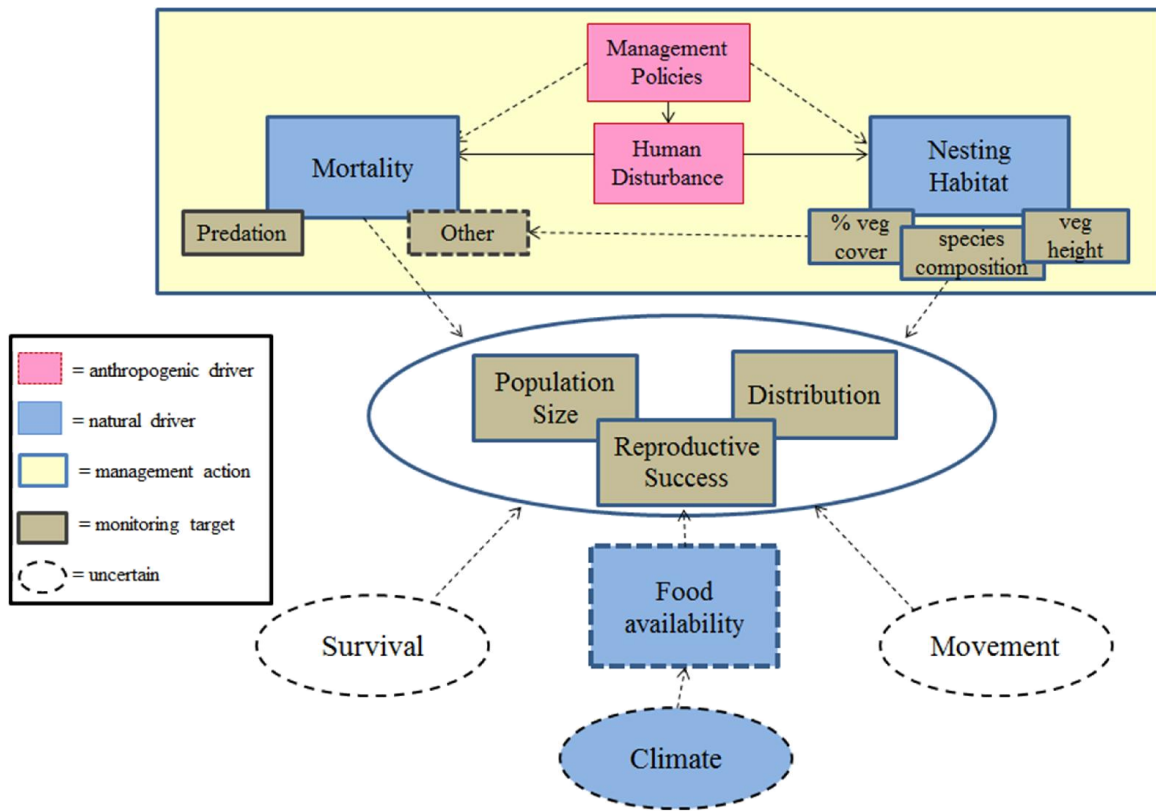 Management
Policies
Mortality
Human
Disturbance
Nesting
Habitat
Predation
Other
% veg
cover
species
composition
veg
height
= anthropogenic driver
= natural driver
= management action
= monitoring target
= uncertain
Population
Size
Distribution
Reproductive
Success
Survival
Food
availability
Movement
Climate